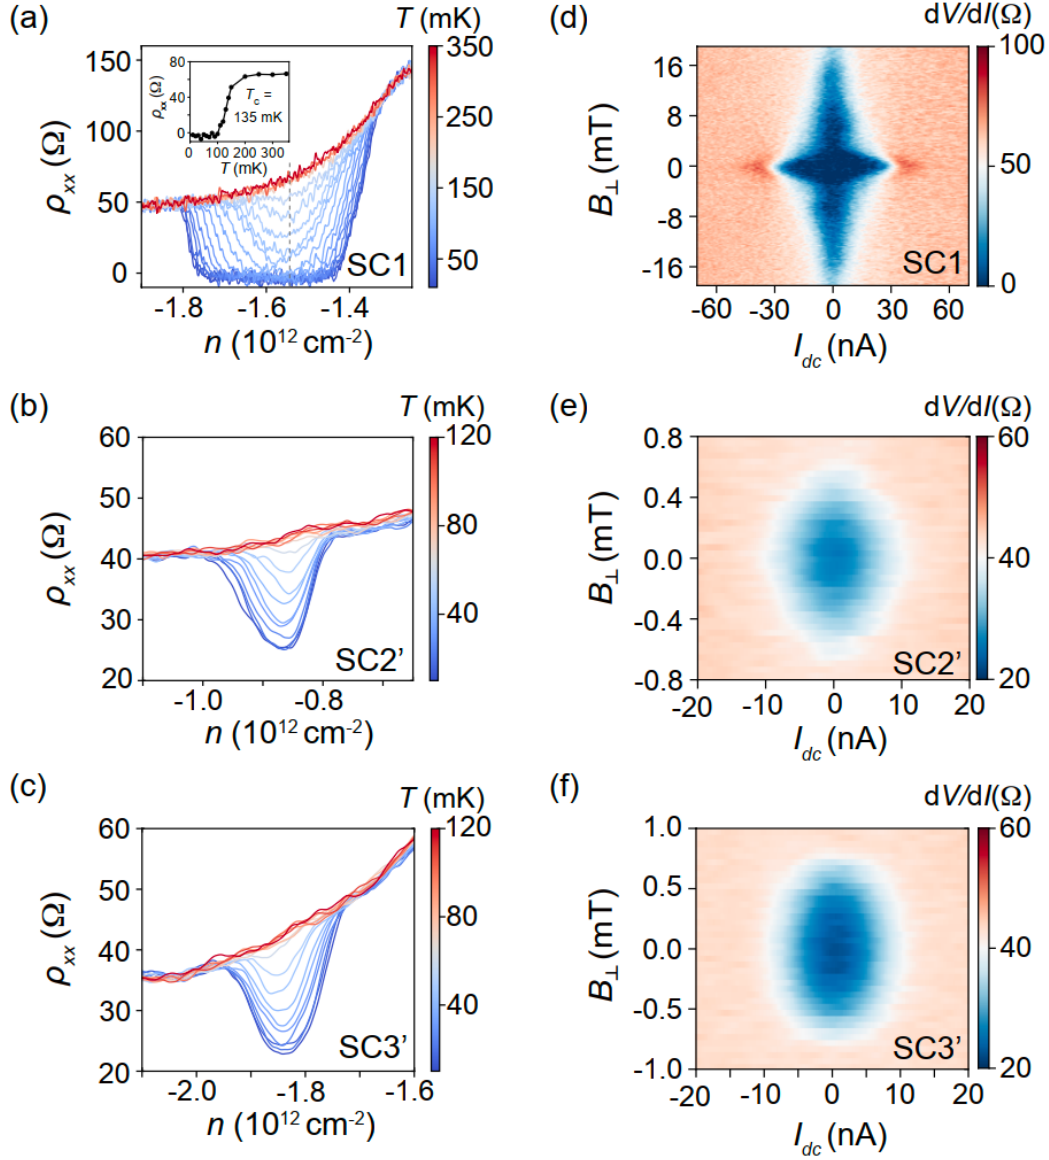 (a)
T (mK)
350
250
150
50
150
100
50
0
ρxx (Ω)
80
40
0
ρxx (Ω)
Tc =
135 mK
0 100 200 300
T (mK)
SC1
-1.8 -1.6 -1.4
n (10¹² cm⁻²)
(d)
dV/dI(Ω)
100
50
0
16
8
0
-8
-16
B⊥ (mT)
SC1
-60 -30 0 30 60
Idc (nA)
(b)
T (mK)
120
80
40
60
50
40
30
20
ρxx (Ω)
SC2'
-1.0 -0.8
n (10¹² cm⁻²)
(e)
dV/dI(Ω)
60
40
20
0.8
0.4
0.0
-0.4
-0.8
B⊥ (mT)
SC2'
-20 -10 0 10 20
Idc (nA)
(c)
T (mK)
120
80
40
60
50
40
30
20
ρxx (Ω)
SC3'
-2.0 -1.8 -1.6
n (10¹² cm⁻²)
(f)
dV/dI(Ω)
60
40
20
1.0
0.5
0.0
-0.5
-1.0
B⊥ (mT)
SC3'
-20 -10 0 10 20
Idc (nA)